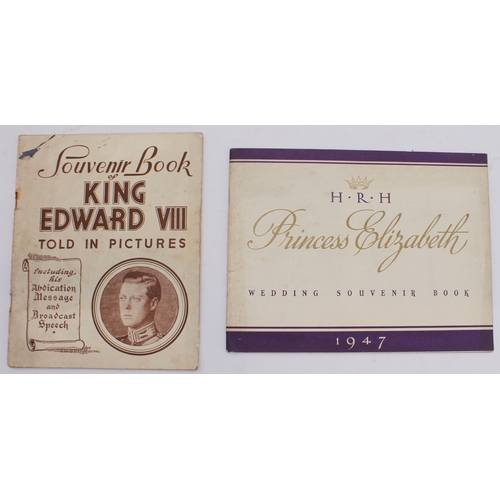 Souvenir Book
of
KING
EDWARD VIII
TOLD IN PICTURES
Including
his
Abdication
Message
and
Broadcast
Speech
H·R·H
Princess Elizabeth
WEDDING SOUVENIR BOOK
1947